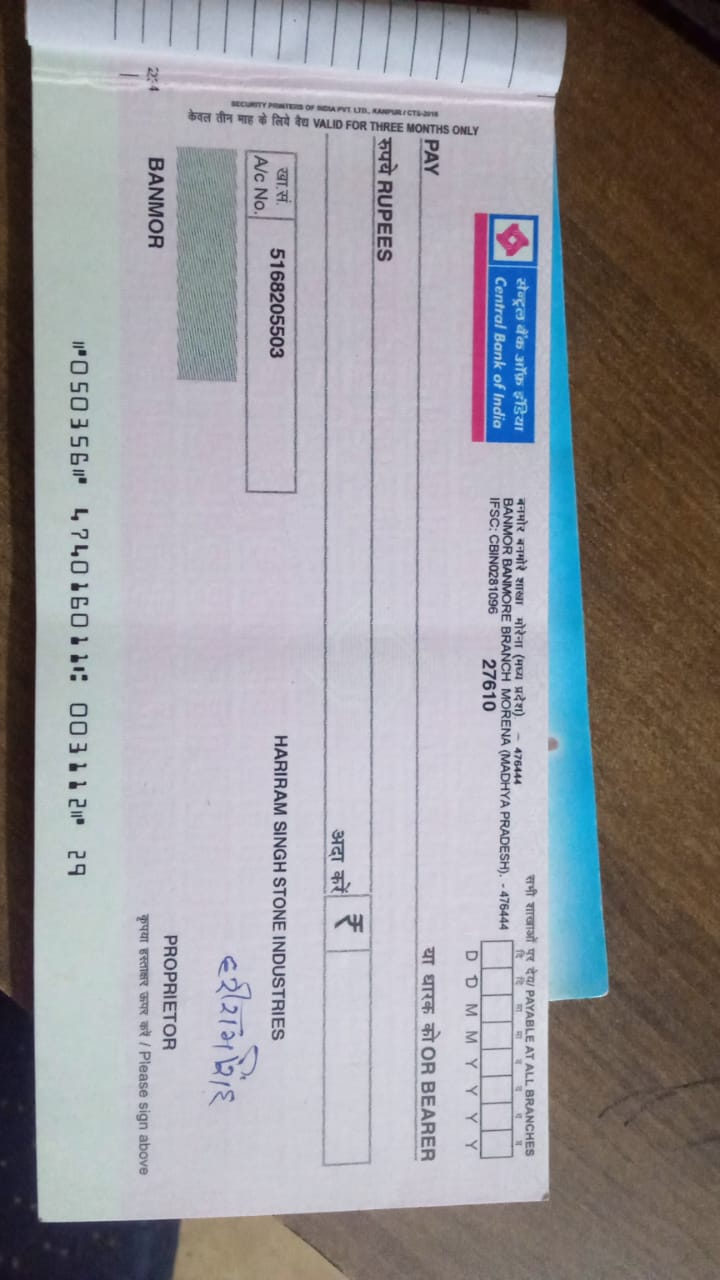 सेन्ट्रल बैंक ऑफ़ इंडिया
Central Bank of India
बनमोर बनमोरे शाखा मोरेना (मध्य प्रदेश). - 476444
BANMOR BANMORE BRANCH MORENA (MADHYA PRADESH). - 476444
IFSC: CBIN0281096
27610
सभी शाखाओं पर देय/ PAYABLE AT ALL BRANCHES
दि दि मा मा व व व व
D D M M Y Y Y Y
PAY
या धारक को OR BEARER
रुपये RUPEES
अदा करें
₹
खा.सं.
A/c No.
5168205503
HARIRAM SINGH STONE INDUSTRIES
हरीराम सिंह
PROPRIETOR
कृपया हस्ताक्षर ऊपर करें / Please sign above
BANMOR
SECURITY PRINTERS OF INDIA PVT. LTD., KANPUR / CTS-2010
केवल तीन माह के लिये वैद्य VALID FOR THREE MONTHS ONLY
⑈050356⑈ 474016011⑆ 003112⑈ 29